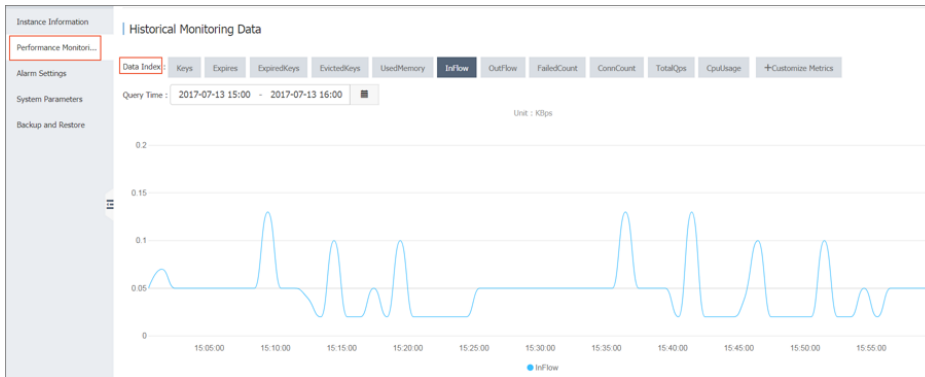 Instance Information
Performance Monitori...
Alarm Settings
System Parameters
Backup and Restore
Historical Monitoring Data
Data Index : Keys Expires ExpiredKeys EvictedKeys UsedMemory InFlow OutFlow FailedCount ConnCount TotalQps CpuUsage +Customize Metrics
Query Time : 2017-07-13 15:00 - 2017-07-13 16:00
Unit : KBps
0.2
0.15
0.1
0.05
0
15:05:00 15:10:00 15:15:00 15:20:00 15:25:00 15:30:00 15:35:00 15:40:00 15:45:00 15:50:00 15:55:00
InFlow